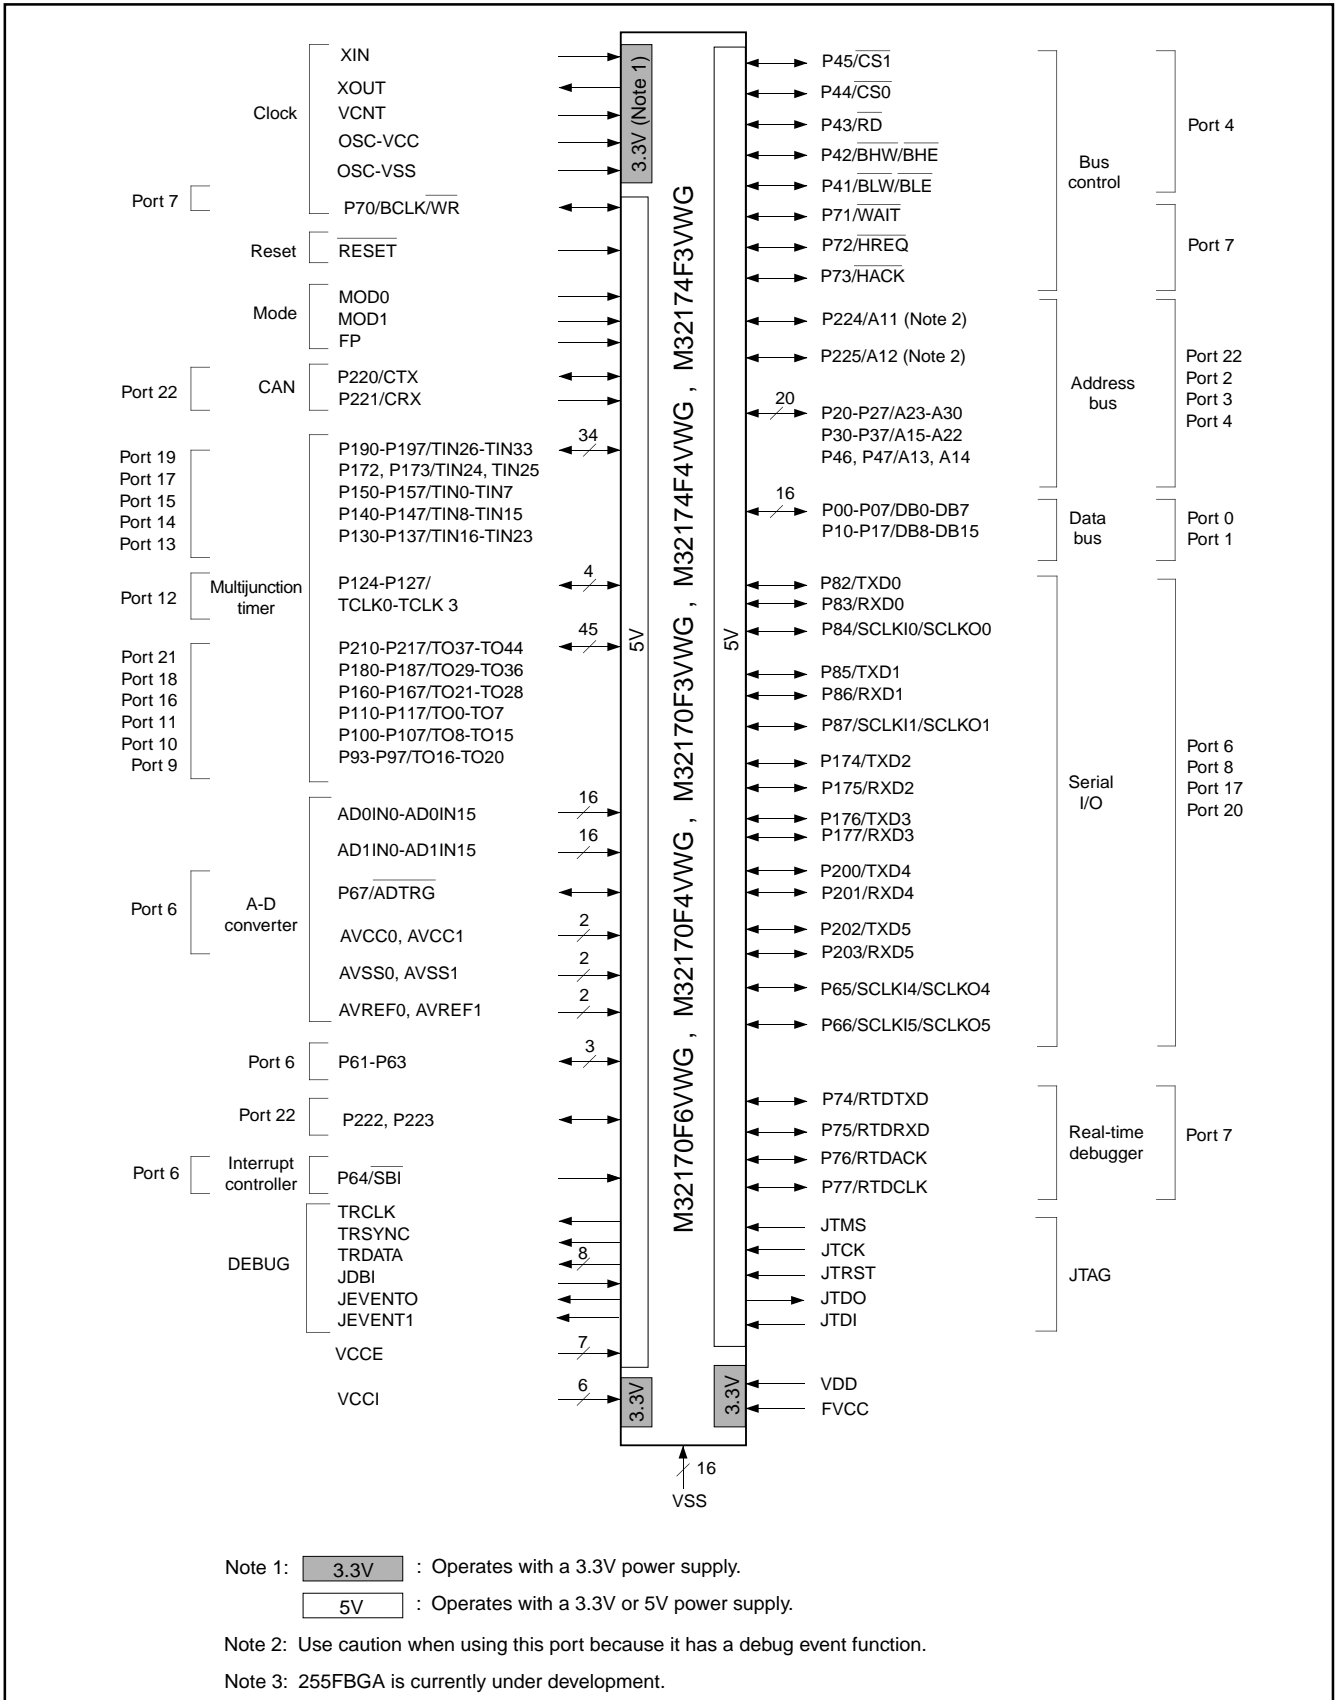 Clock
XIN
XOUT
VCNT
OSC-VCC
OSC-VSS
Port 7
P70/BCLK/WR
Reset
RESET
Mode
MOD0
MOD1
FP
Port 22
CAN
P220/CTX
P221/CRX
Port 19
Port 17
Port 15
Port 14
Port 13
P190-P197/TIN26-TIN33
34
P172, P173/TIN24, TIN25
P150-P157/TIN0-TIN7
P140-P147/TIN8-TIN15
P130-P137/TIN16-TIN23
Port 12
Multijunction
timer
P124-P127/
TCLK0-TCLK 3
4
Port 21
Port 18
Port 16
Port 11
Port 10
Port 9
P210-P217/TO37-TO44
45
P180-P187/TO29-TO36
P160-P167/TO21-TO28
P110-P117/TO0-TO7
P100-P107/TO8-TO15
P93-P97/TO16-TO20
AD0IN0-AD0IN15
16
AD1IN0-AD1IN15
16
Port 6
A-D
converter
P67/ADTRG
AVCC0, AVCC1
2
AVSS0, AVSS1
2
AVREF0, AVREF1
2
Port 6
P61-P63
3
Port 22
P222, P223
Port 6
Interrupt
controller
P64/SBI
DEBUG
TRCLK
TRSYNC
TRDATA
8
JDBI
JEVENTO
JEVENT1
VCCE
7
VCCI
6
3.3V (Note 1)
5V
3.3V
M32170F6VWG , M32170F4VWG , M32170F3VWG , M32174F4VWG , M32174F3VWG
5V
3.3V
16
VSS
P45/CS1
P44/CS0
P43/RD
P42/BHW/BHE
P41/BLW/BLE
P71/WAIT
P72/HREQ
P73/HACK
Bus
control
Port 4
Port 7
P224/A11 (Note 2)
P225/A12 (Note 2)
20
P20-P27/A23-A30
P30-P37/A15-A22
P46, P47/A13, A14
Address
bus
Port 22
Port 2
Port 3
Port 4
16
P00-P07/DB0-DB7
P10-P17/DB8-DB15
Data
bus
Port 0
Port 1
P82/TXD0
P83/RXD0
P84/SCLKI0/SCLKO0
P85/TXD1
P86/RXD1
P87/SCLKI1/SCLKO1
P174/TXD2
P175/RXD2
P176/TXD3
P177/RXD3
P200/TXD4
P201/RXD4
P202/TXD5
P203/RXD5
P65/SCLKI4/SCLKO4
P66/SCLKI5/SCLKO5
Serial
I/O
Port 6
Port 8
Port 17
Port 20
P74/RTDTXD
P75/RTDRXD
P76/RTDACK
P77/RTDCLK
Real-time
debugger
Port 7
JTMS
JTCK
JTRST
JTDO
JTDI
JTAG
VDD
FVCC
Note 1: 3.3V : Operates with a 3.3V power supply.
5V : Operates with a 3.3V or 5V power supply.
Note 2: Use caution when using this port because it has a debug event function.
Note 3: 255FBGA is currently under development.